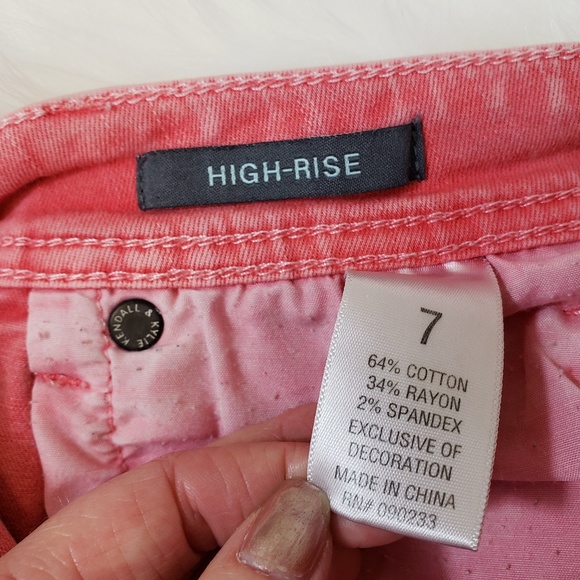 HIGH-RISE
KENDALL & KYLIE
7
64% COTTON
34% RAYON
2% SPANDEX
EXCLUSIVE OF
DECORATION
MADE IN CHINA
RN# 090233